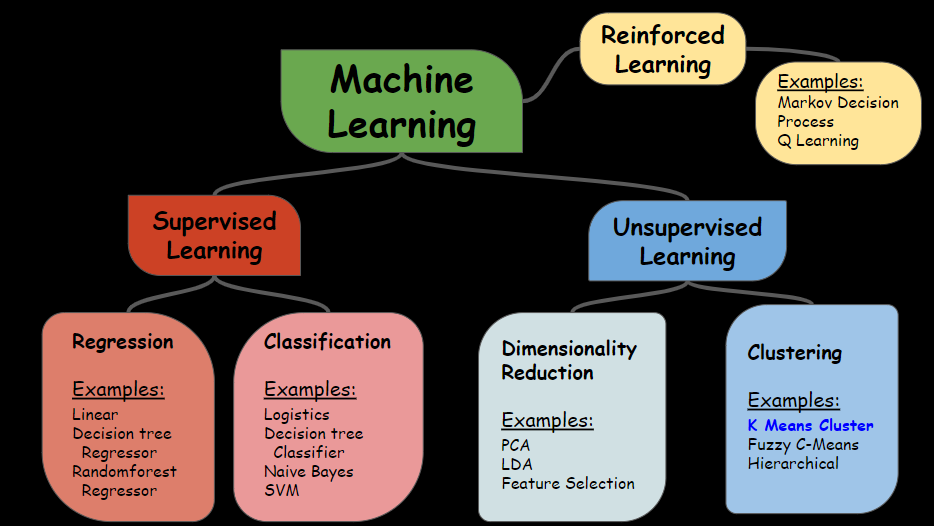 Machine
Learning
Reinforced
Learning
Examples:
Markov Decision
Process
Q Learning
Supervised
Learning
Unsupervised
Learning
Regression
Examples:
Linear
Decision tree
Regressor
Randomforest
Regressor
Classification
Examples:
Logistics
Decision tree
Classifier
Naive Bayes
SVM
Dimensionality
Reduction
Examples:
PCA
LDA
Feature Selection
Clustering
Examples:
K Means Cluster
Fuzzy C-Means
Hierarchical